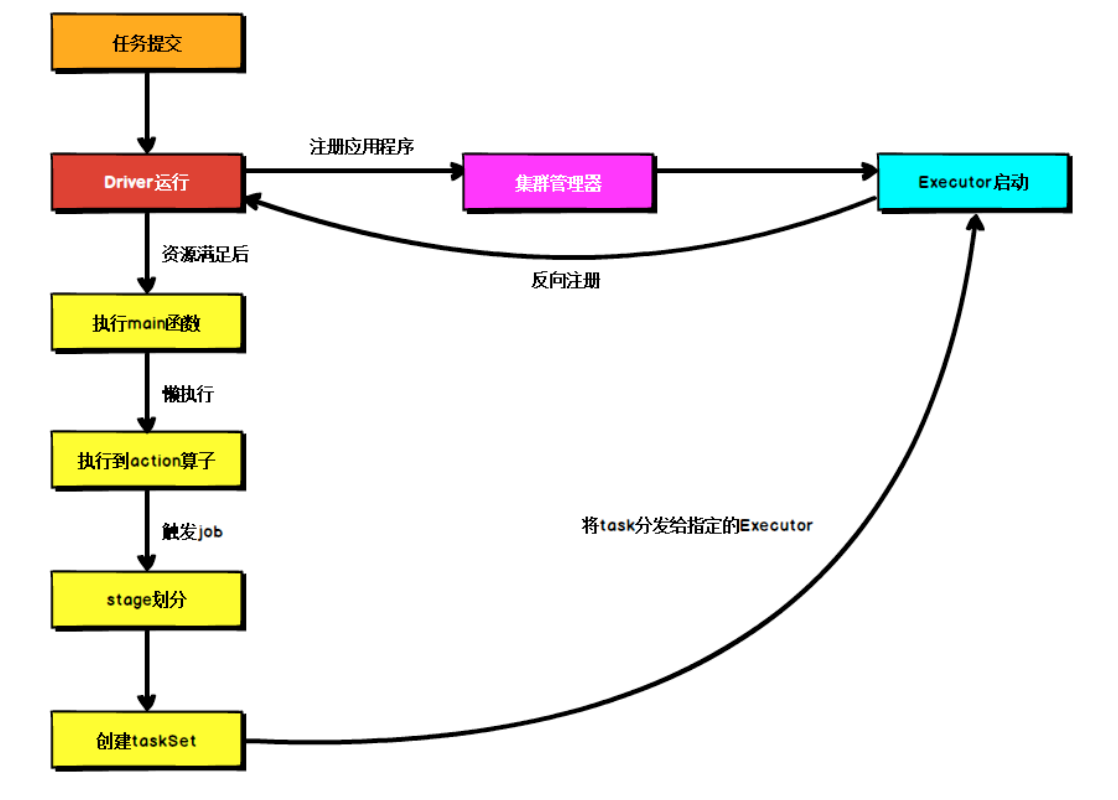 任务提交
注册应用程序
Driver运行
集群管理器
Executor启动
资源满足后
反向注册
执行main函数
懒执行
执行到action算子
将task分发给指定的Executor
触发job
stage划分
创建taskSet